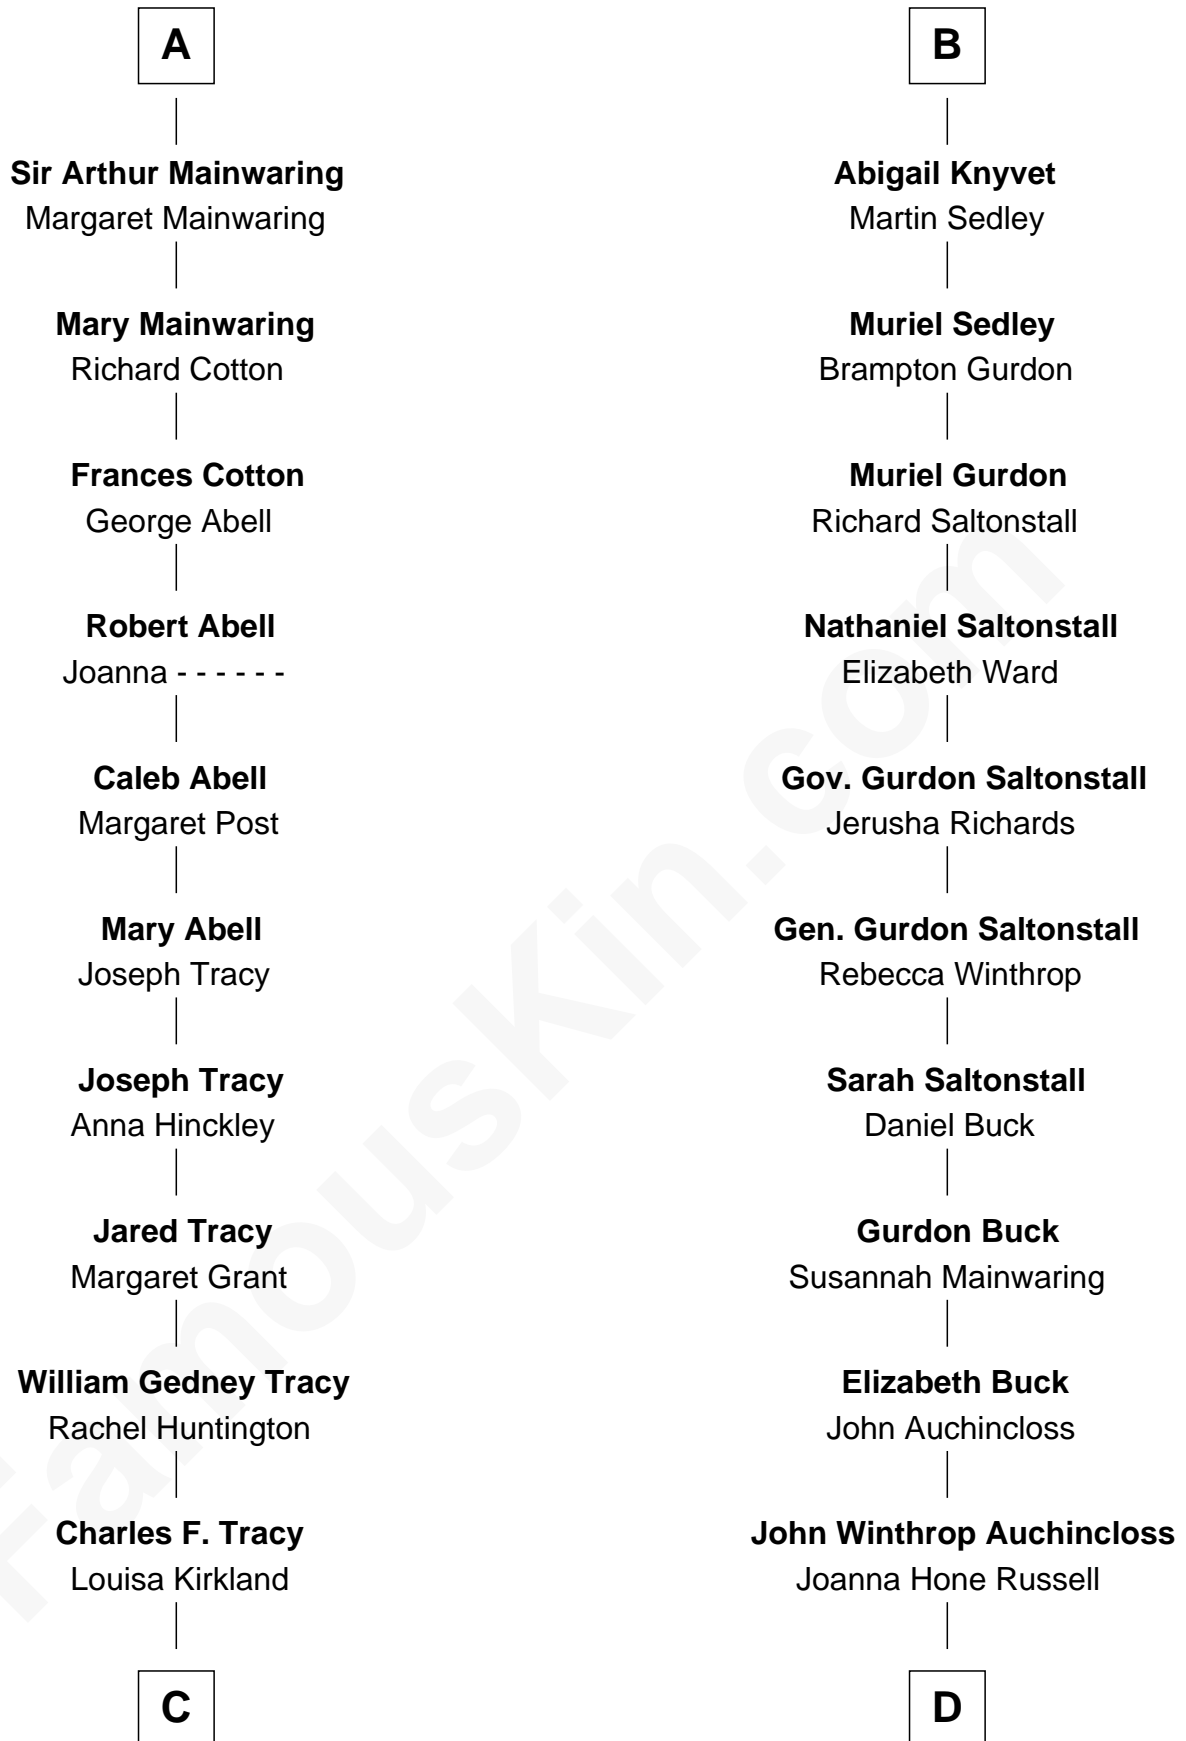 A
Sir Arthur Mainwaring
Margaret Mainwaring
Mary Mainwaring
Richard Cotton
Frances Cotton
George Abell
Robert Abell
Joanna - - - - - -
Caleb Abell
Margaret Post
Mary Abell
Joseph Tracy
Joseph Tracy
Anna Hinckley
Jared Tracy
Margaret Grant
William Gedney Tracy
Rachel Huntington
Charles F. Tracy
Louisa Kirkland
C
B
Abigail Knyvet
Martin Sedley
Muriel Sedley
Brampton Gurdon
Muriel Gurdon
Richard Saltonstall
Nathaniel Saltonstall
Elizabeth Ward
Gov. Gurdon Saltonstall
Jerusha Richards
Gen. Gurdon Saltonstall
Rebecca Winthrop
Sarah Saltonstall
Daniel Buck
Gurdon Buck
Susannah Mainwaring
Elizabeth Buck
John Auchincloss
John Winthrop Auchincloss
Joanna Hone Russell
D
FamousKin.com